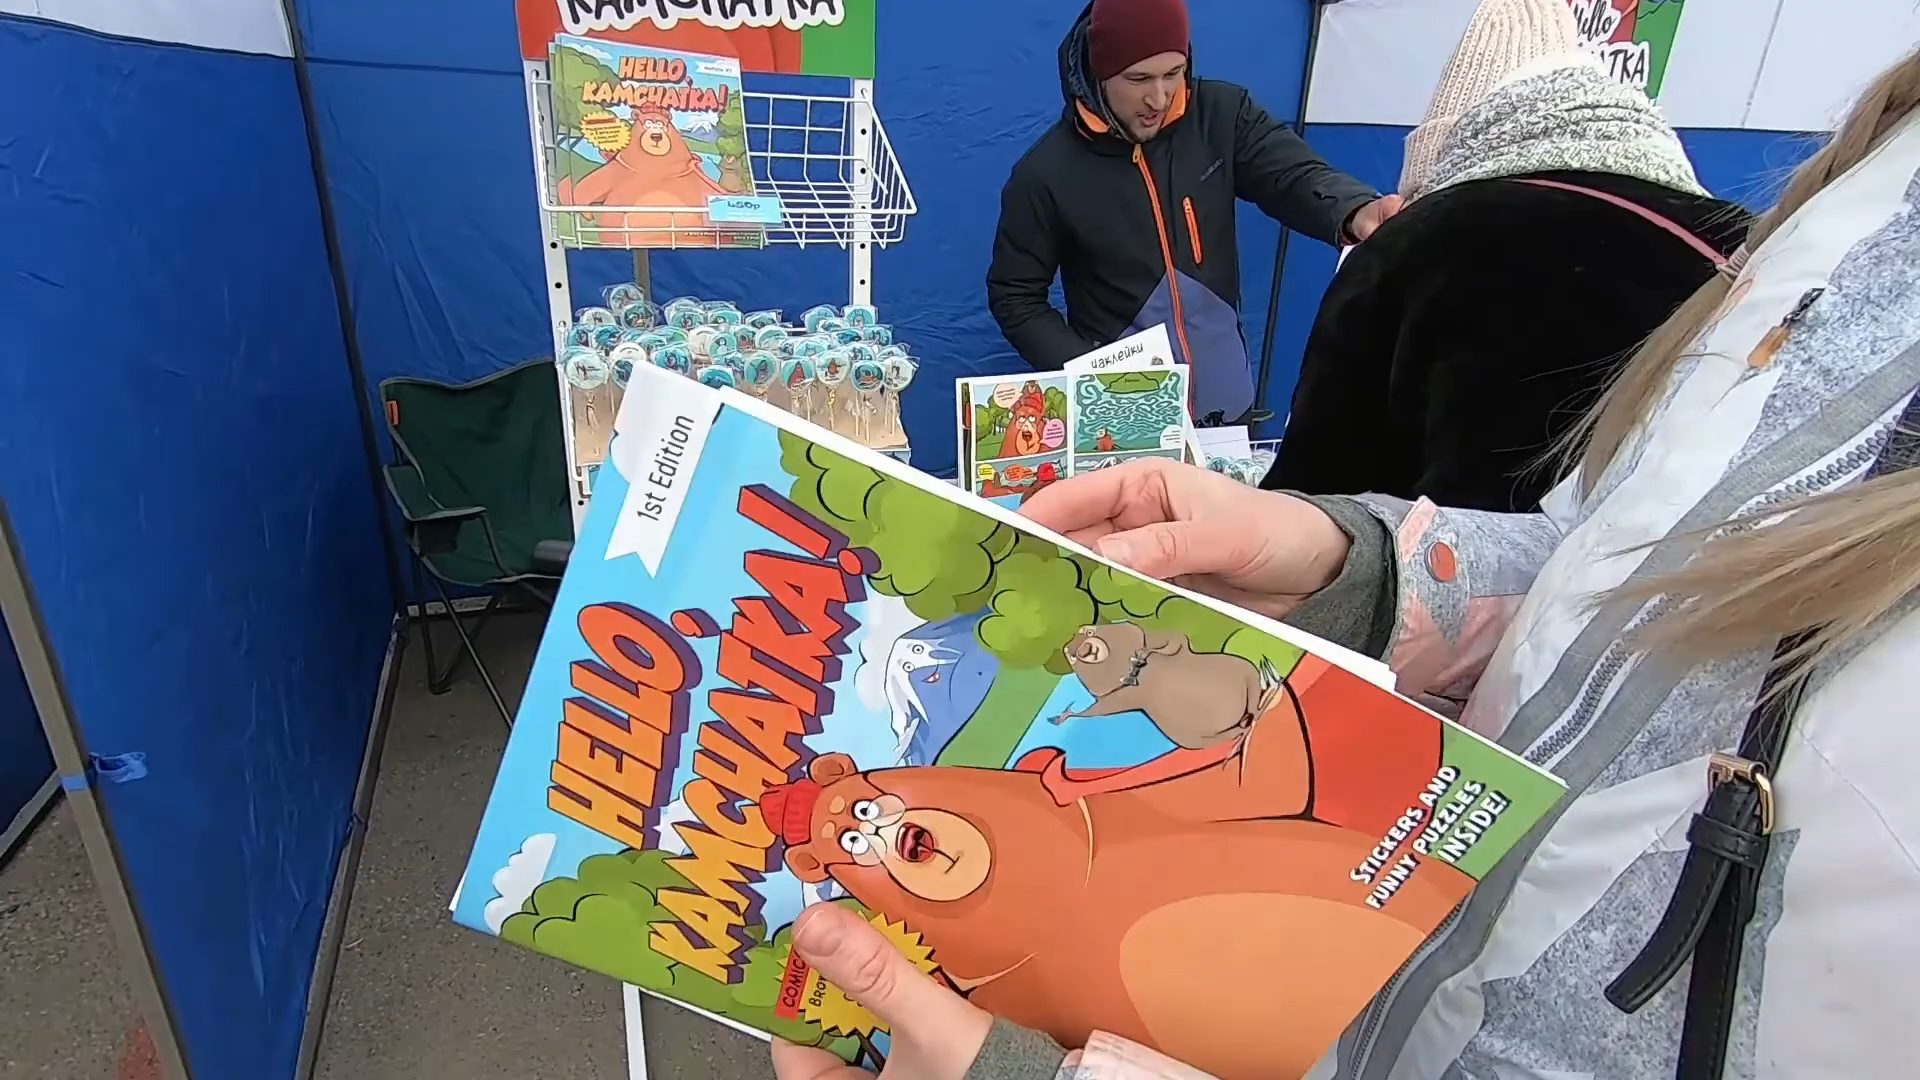 KAMCHATKA
HELLO,
KAMCHATKA!
450р
Hello
ATKA
наклейки
1st Edition
HELLO,
KAMCHATKA!
STICKERS AND
FUNNY PUZZLES
INSIDE!
COMIC